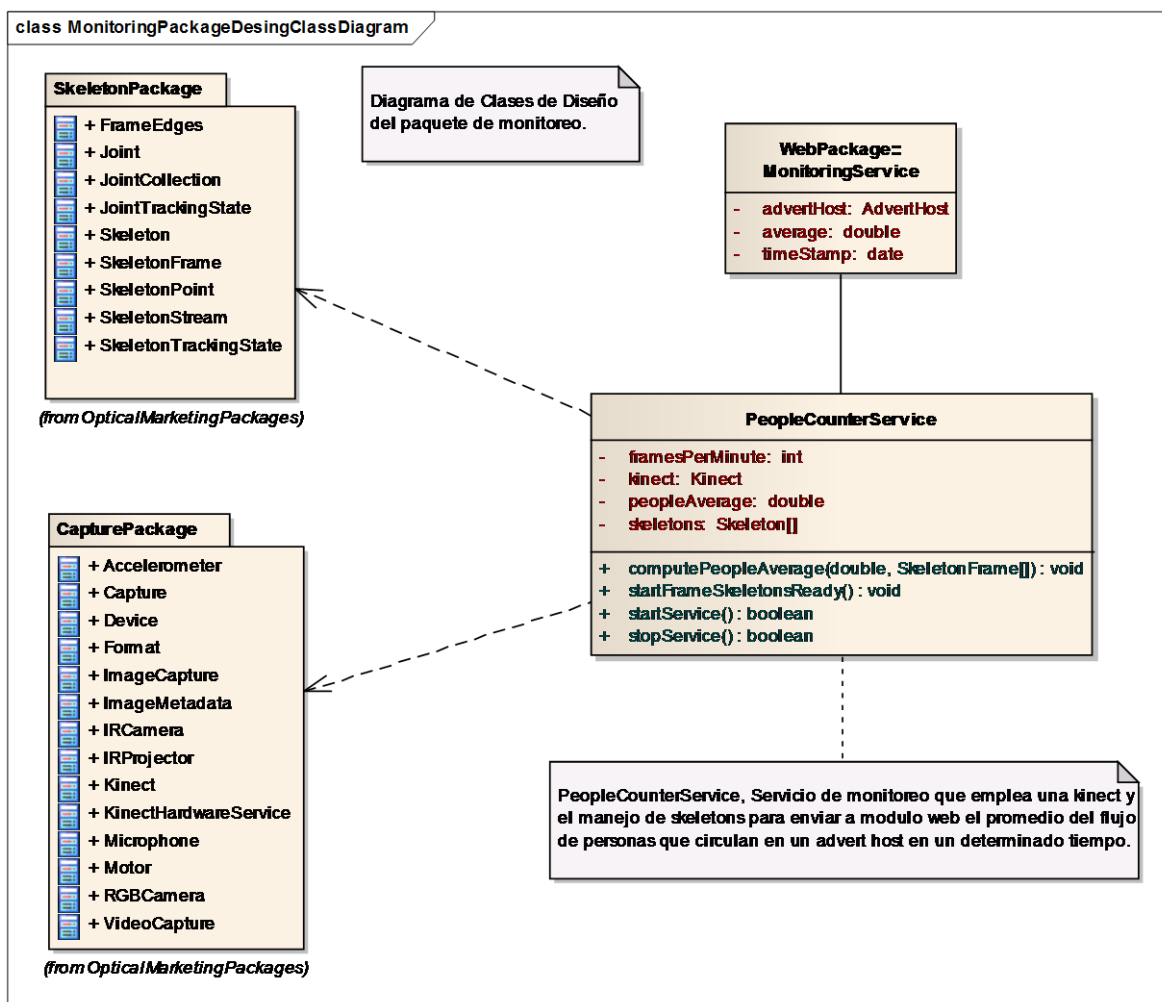 class MonitoringPackageDesingClassDiagram
SkeletonPackage
+ FrameEdges
+ Joint
+ JointCollection
+ JointTrackingState
+ Skeleton
+ SkeletonFrame
+ SkeletonPoint
+ SkeletonStream
+ SkeletonTrackingState
(from OpticalMarketingPackages)
Diagrama de Clases de Diseño
del paquete de monitoreo.
WebPackage::
MonitoringService
- advertHost: AdvertHost
- average: double
- timeStamp: date
PeopleCounterService
- framesPerMinute: int
- kinect: Kinect
- peopleAverage: double
- skeletons: Skeleton[]
+ computePeopleAverage(double, SkeletonFrame[]) : void
+ startFrameSkeletonsReady() : void
+ startService() : boolean
+ stopService() : boolean
CapturePackage
+ Accelerometer
+ Capture
+ Device
+ Format
+ ImageCapture
+ ImageMetadata
+ IRCamera
+ IRProjector
+ Kinect
+ KinectHardwareService
+ Microphone
+ Motor
+ RGBCamera
+ VideoCapture
(from OpticalMarketingPackages)
PeopleCounterService, Servicio de monitoreo que emplea una kinect y
el manejo de skeletons para enviar a modulo web el promedio del flujo
de personas que circulan en un advert host en un determinado tiempo.